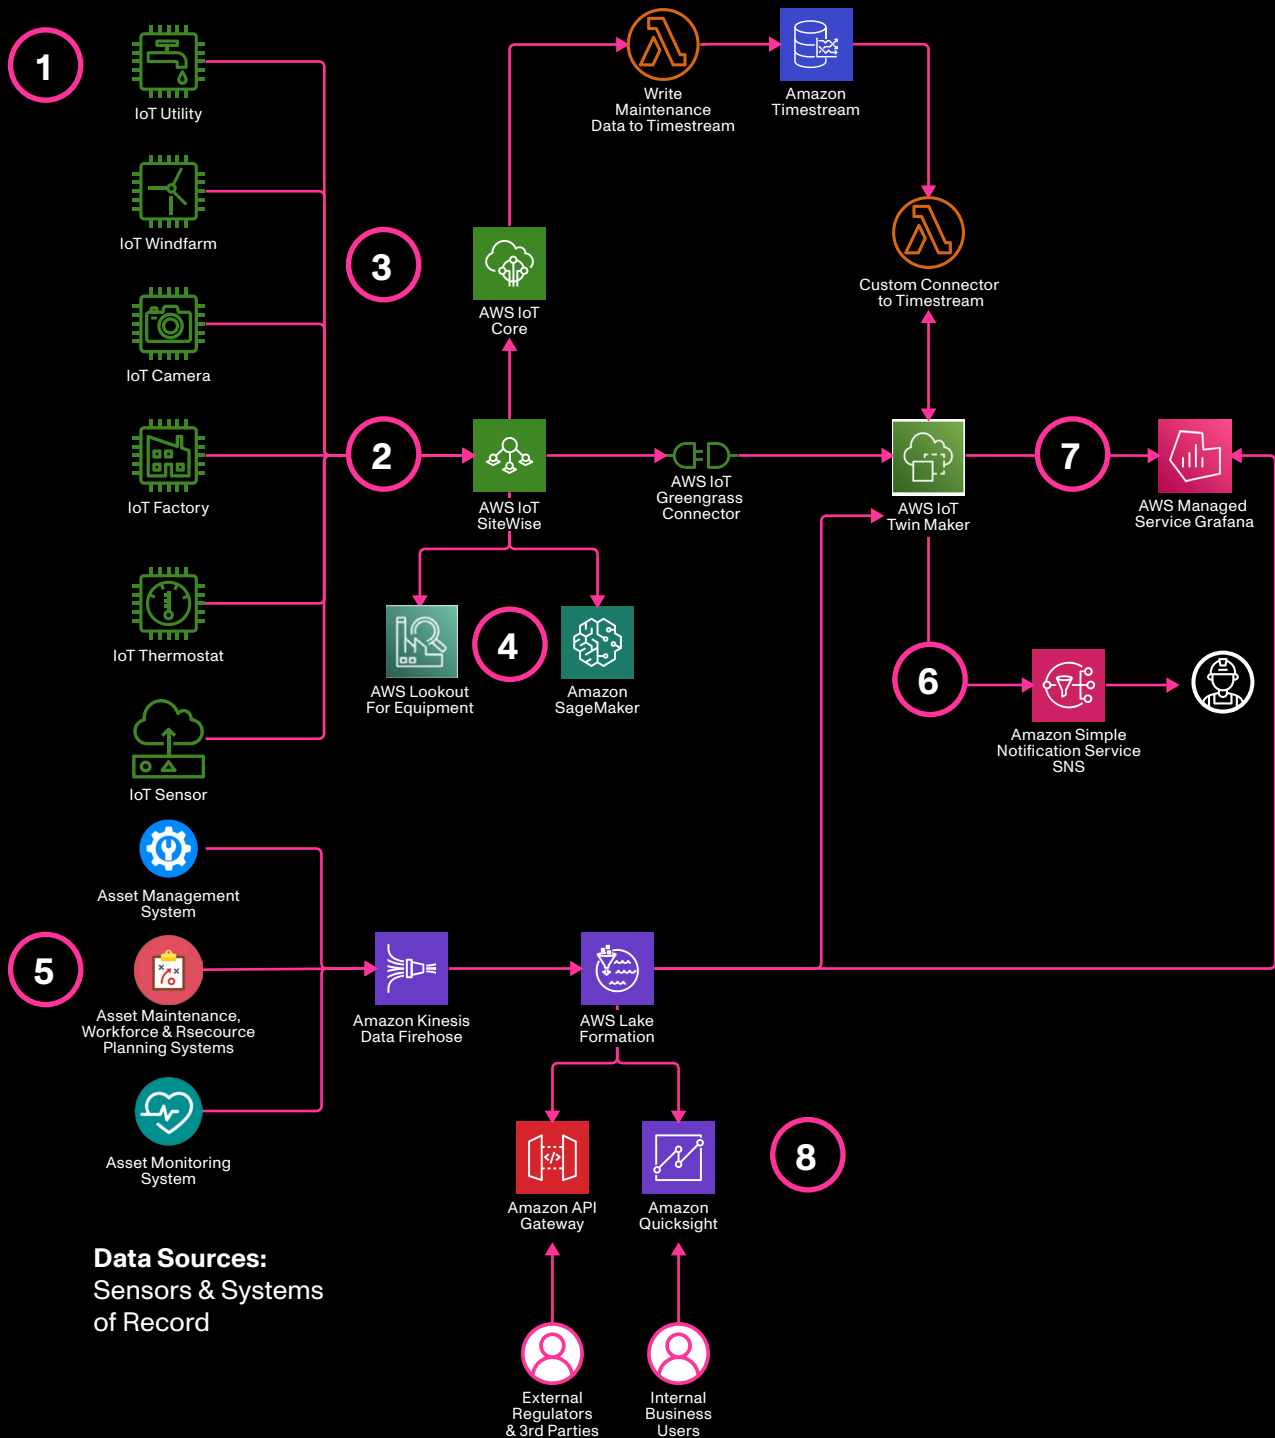 1
IoT Utility
IoT Windfarm
IoT Camera
IoT Factory
IoT Thermostat
IoT Sensor
Write
Maintenance
Data to Timestream
Amazon
Timestream
3
AWS IoT
Core
Custom Connector
to Timestream
2
AWS IoT
SiteWise
AWS IoT
Greengrass
Connector
AWS IoT
Twin Maker
7
AWS Managed
Service Grafana
AWS Lookout
For Equipment
4
Amazon
SageMaker
6
Amazon Simple
Notification Service
SNS
Asset Management
System
5
Asset Maintenance,
Workforce & Rsecource
Planning Systems
Asset Monitoring
System
Amazon Kinesis
Data Firehose
AWS Lake
Formation
</>
Amazon API
Gateway
Amazon
Quicksight
8
Data Sources:
Sensors & Systems
of Record
External
Regulators
& 3rd Parties
Internal
Business
Users